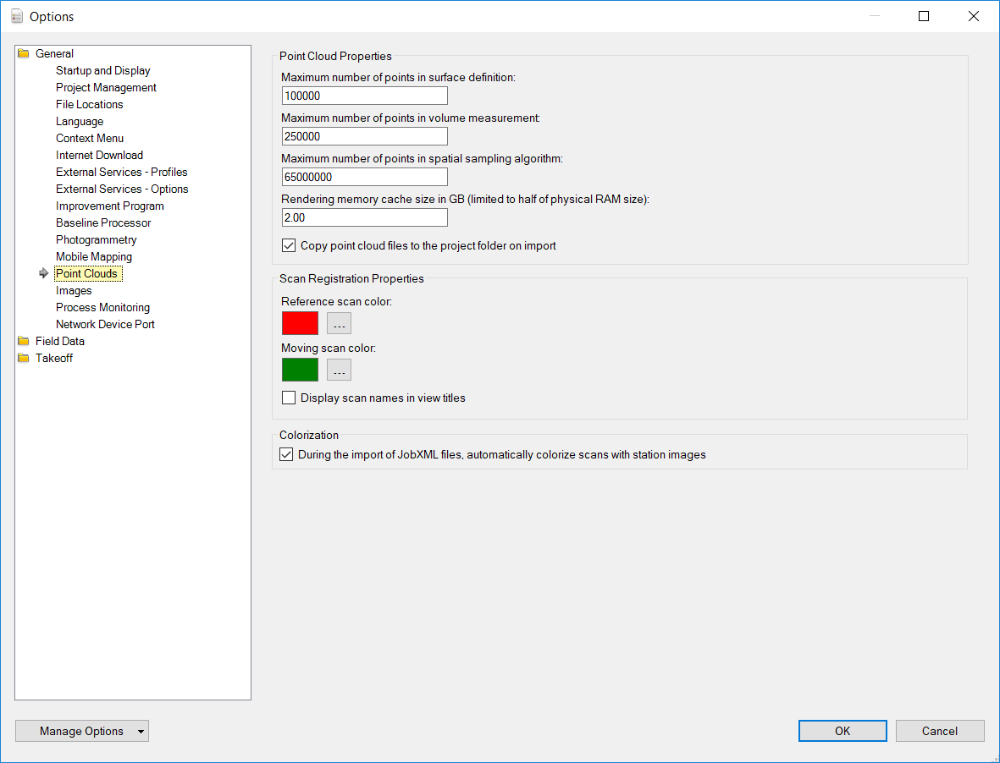 Options
General
Startup and Display
Project Management
File Locations
Language
Context Menu
Internet Download
External Services - Profiles
External Services - Options
Improvement Program
Baseline Processor
Photogrammetry
Mobile Mapping
Point Clouds
Images
Process Monitoring
Network Device Port
Field Data
Takeoff
Point Cloud Properties
Maximum number of points in surface definition:
100000
Maximum number of points in volume measurement:
250000
Maximum number of points in spatial sampling algorithm:
65000000
Rendering memory cache size in GB (limited to half of physical RAM size):
2.00
Copy point cloud files to the project folder on import
Scan Registration Properties
Reference scan color:
...
Moving scan color:
...
Display scan names in view titles
Colorization
During the import of JobXML files, automatically colorize scans with station images
Manage Options
OK
Cancel